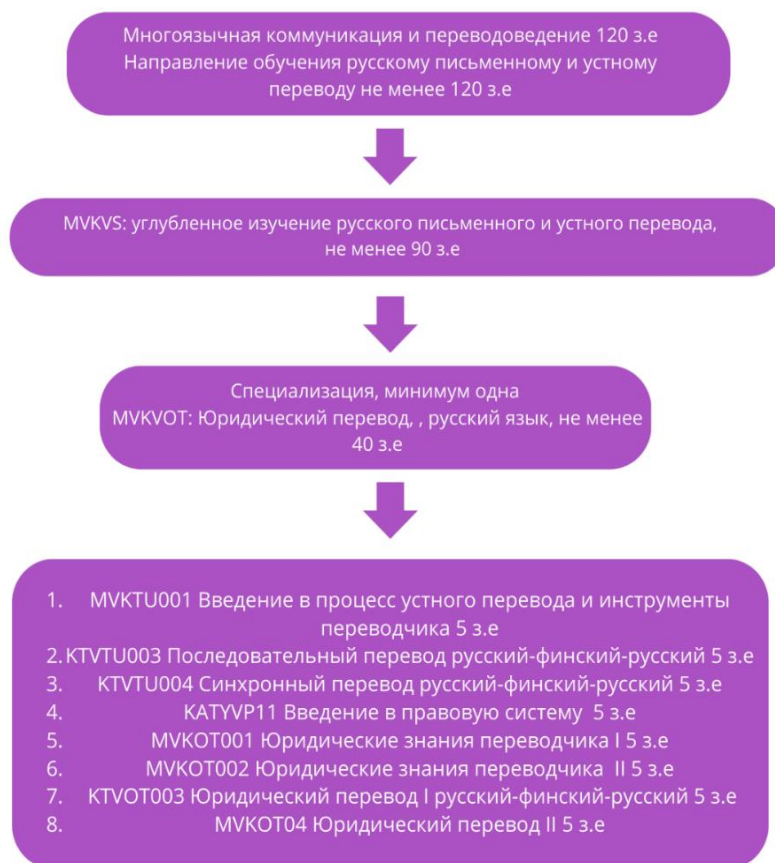 Многоязычная коммуникация и переводоведение 120 з.е
Направление обучения русскому письменному и устному
переводу не менее 120 з.е
MVKVS: углубленное изучение русского письменного и устного перевода,
не менее 90 з.е
Специализация, минимум одна
MVKVOT: Юридический перевод, , русский язык, не менее
40 з.е
1. MVKTU001 Введение в процесс устного перевода и инструменты
переводчика 5 з.е
2. KTVTU003 Последовательный перевод русский-финский-русский 5 з.е
3. KTVTU004 Синхронный перевод русский-финский-русский 5 з.е
4. KATYVP11 Введение в правовую систему 5 з.е
5. MVKOT001 Юридические знания переводчика I 5 з.е
6. MVKOT002 Юридические знания переводчика II 5 з.е
7. KTVOT003 Юридический перевод I русский-финский-русский 5 з.е
8. MVKOT04 Юридический перевод II 5 з.е